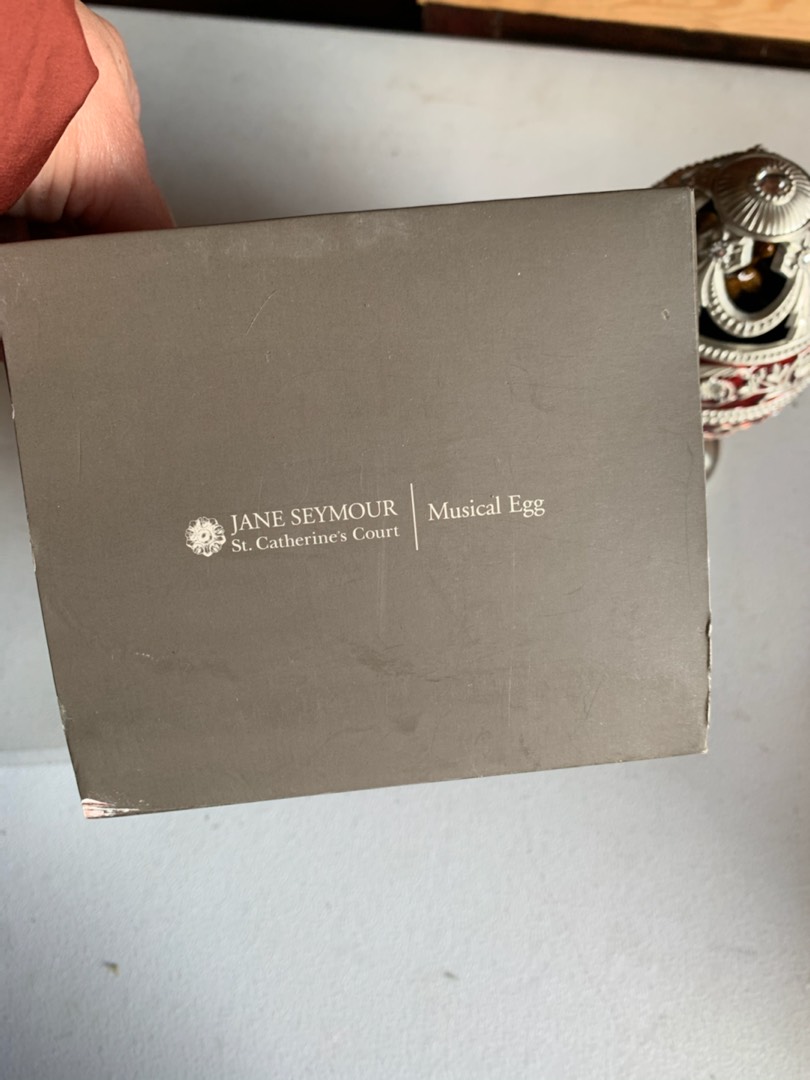 JANE SEYMOUR
St. Catherine's Court
Musical Egg